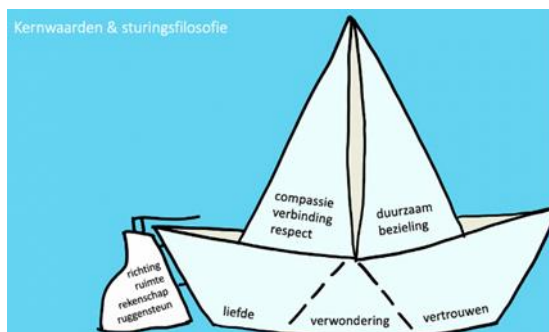 Kernwaarden & sturingsfilosofie
compassie
verbinding
respect
duurzaam
bezieling
richting
ruimte
rekenschap
ruggensteun
liefde
verwondering
vertrouwen